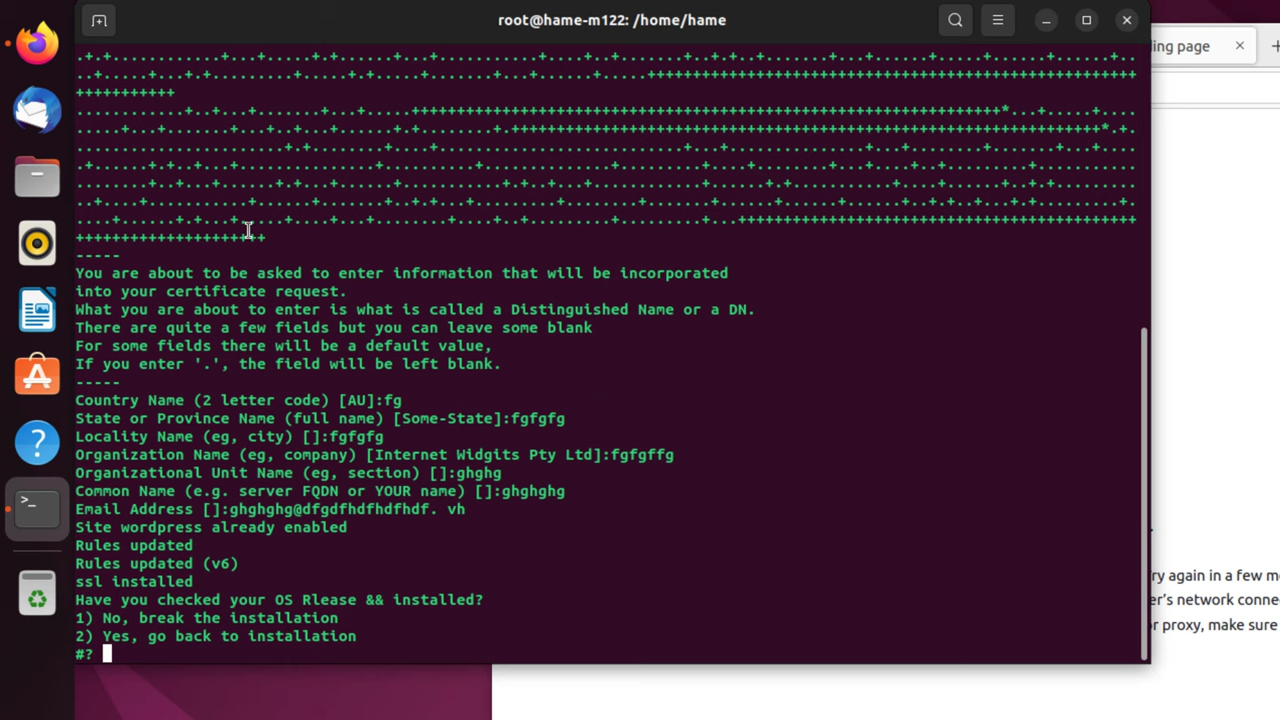 root@hame-m122: /home/hame
ling page
-----
You are about to be asked to enter information that will be incorporated
into your certificate request.
What you are about to enter is what is called a Distinguished Name or a DN.
There are quite a few fields but you can leave some blank
For some fields there will be a default value,
If you enter '.', the field will be left blank.
-----
Country Name (2 letter code) [AU]:fg
State or Province Name (full name) [Some-State]:fgfgfg
Locality Name (eg, city) []:fgfgfg
Organization Name (eg, company) [Internet Widgits Pty Ltd]:fgfgffg
Organizational Unit Name (eg, section) []:ghghg
Common Name (e.g. server FQDN or YOUR name) []:ghghghg
Email Address []:ghghghg@dfgdfhdfhdfhdf. vh
Site wordpress already enabled
Rules updated
Rules updated (v6)
ssl installed
Have you checked your OS Rlease && installed?
1) No, break the installation
2) Yes, go back to installation
#?
ry again in a few m
er's network conne
or proxy, make sure